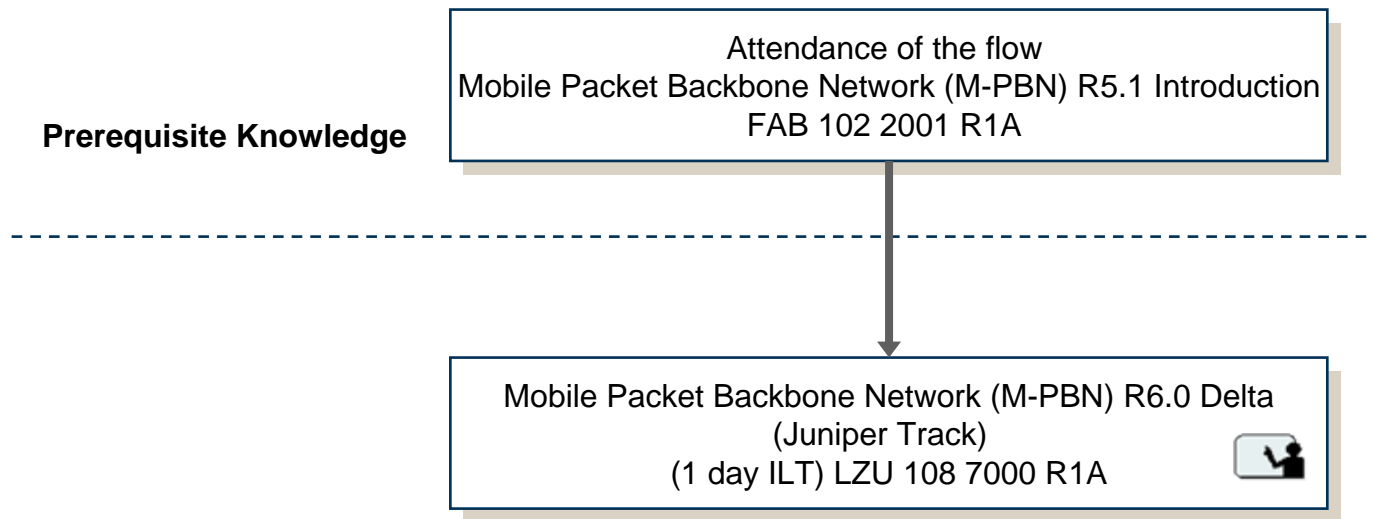 Attendance of the flow
Mobile Packet Backbone Network (M-PBN) R5.1 Introduction
FAB 102 2001 R1A
Prerequisite Knowledge
Mobile Packet Backbone Network (M-PBN) R6.0 Delta
(Juniper Track)
(1 day ILT) LZU 108 7000 R1A